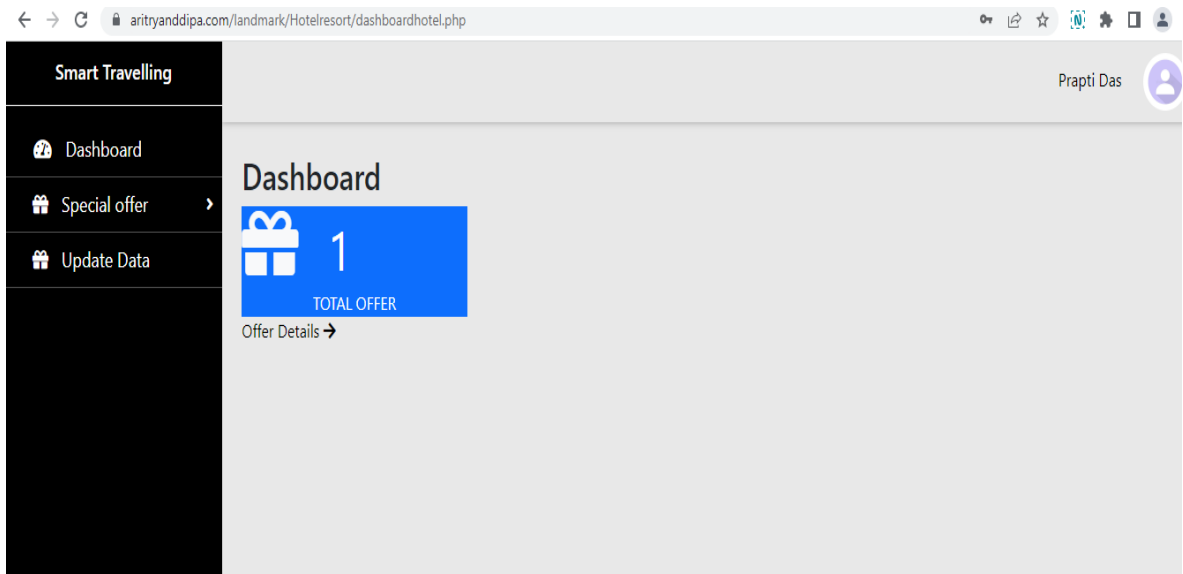 aritryanddipa.com/landmark/Hotelresort/dashboardhotel.php
Smart Travelling
Prapti Das
Dashboard
Special offer
Update Data
Dashboard
1
TOTAL OFFER
Offer Details